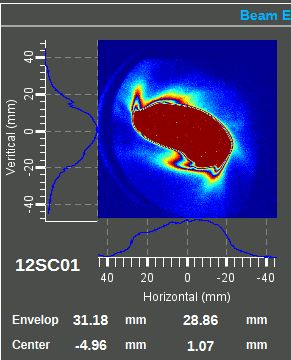 Beam E
Veritical (mm)
40
20
0
-20
-40
12SC01
40 20 0 -20 -40
Horizontal (mm)
Envelop 31.18 mm 28.86 mm
Center -4.96 mm 1.07 mm